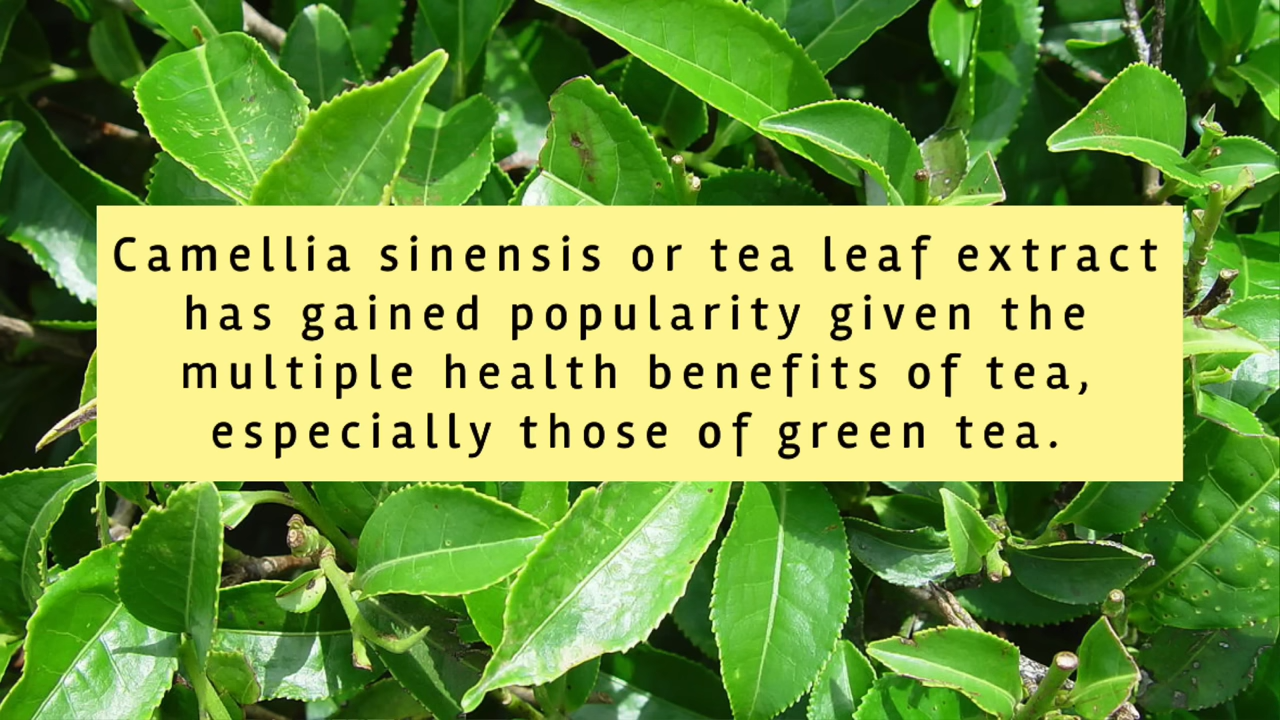 Camellia sinensis or tea leaf extract
has gained popularity given the
multiple health benefits of tea,
especially those of green tea.